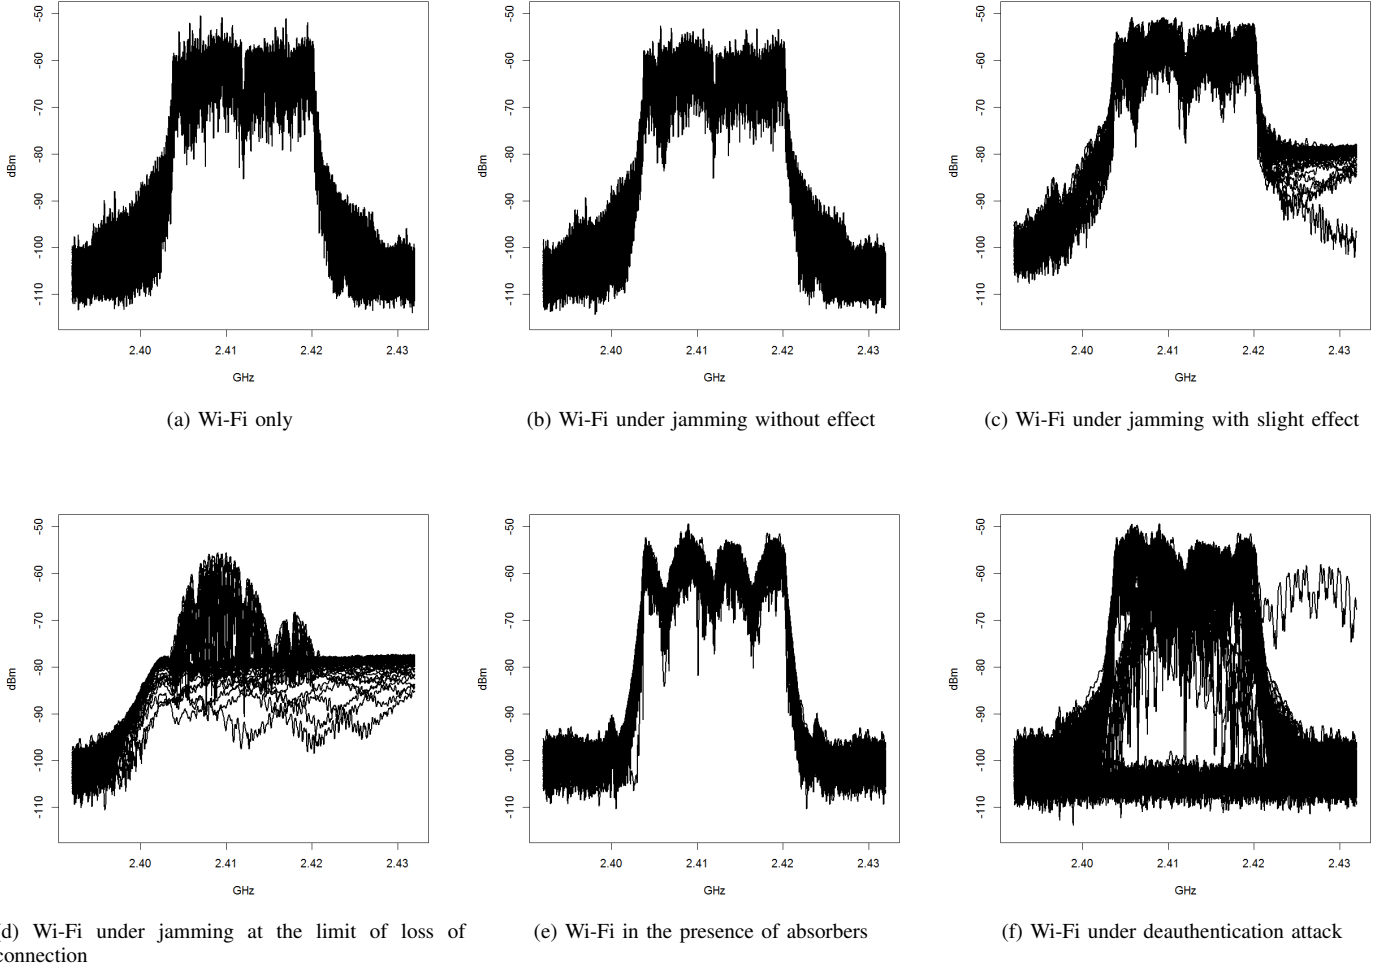 -50
-60
-70
-80
-90
-100
-110
dBm
2.40 2.41 2.42 2.43
GHz
(a) Wi-Fi only
-50
-60
-70
-80
-90
-100
-110
dBm
2.40 2.41 2.42 2.43
GHz
(b) Wi-Fi under jamming without effect
-50
-60
-70
-80
-90
-100
-110
dBm
2.40 2.41 2.42 2.43
GHz
(c) Wi-Fi under jamming with slight effect
-50
-60
-70
-80
-90
-100
-110
dBm
2.40 2.41 2.42 2.43
GHz
(d) Wi-Fi under jamming at the limit of loss of
connection
-50
-60
-70
-80
-90
-100
-110
dBm
2.40 2.41 2.42 2.43
GHz
(e) Wi-Fi in the presence of absorbers
-50
-60
-70
-80
-90
-100
-110
dBm
2.40 2.41 2.42 2.43
GHz
(f) Wi-Fi under deauthentication attack